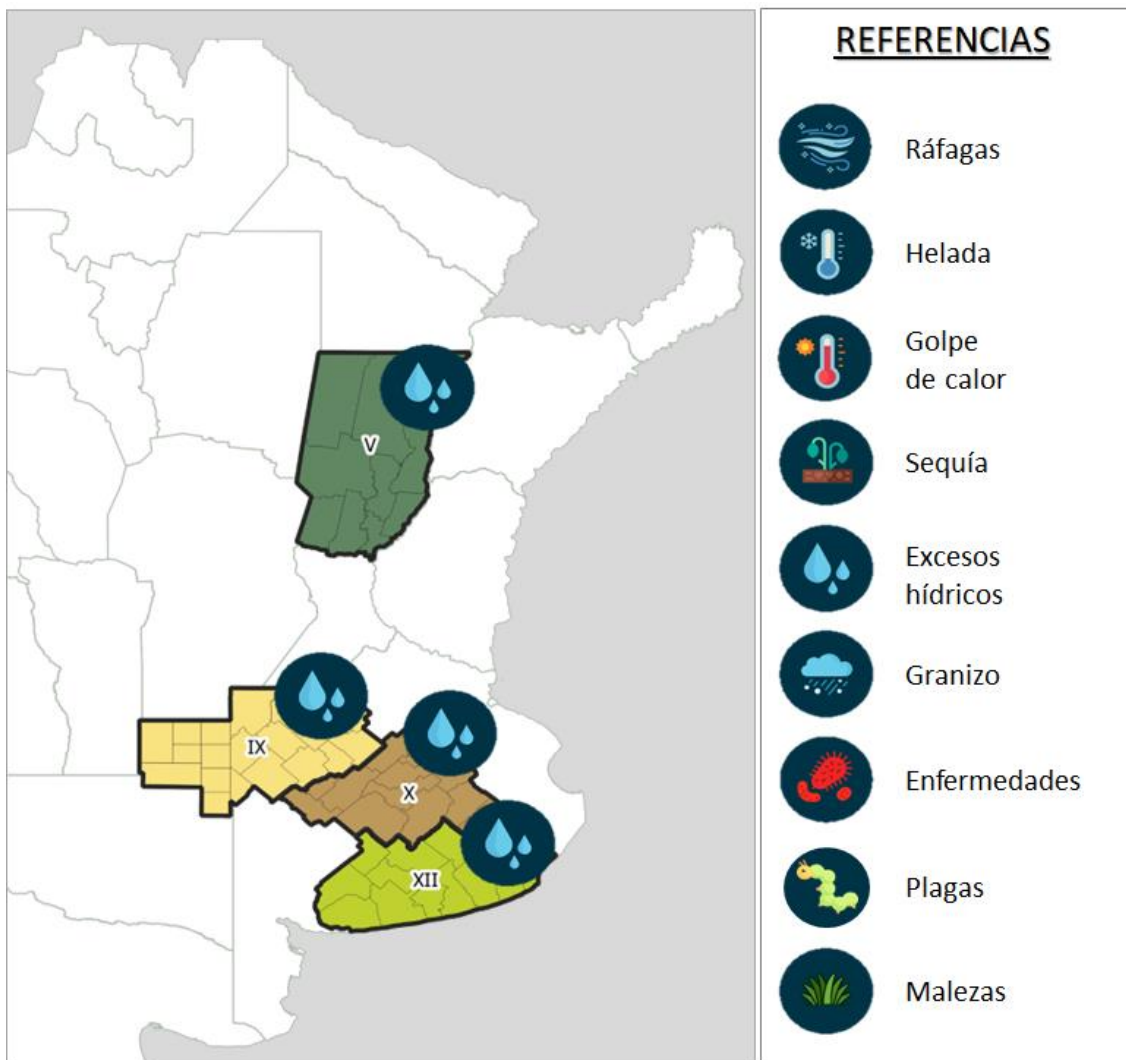 REFERENCIAS
Ráfagas
Helada
Golpe
de calor
Sequía
Excesos
hídricos
Granizo
Enfermedades
Plagas
Malezas
V
IX
X
XII